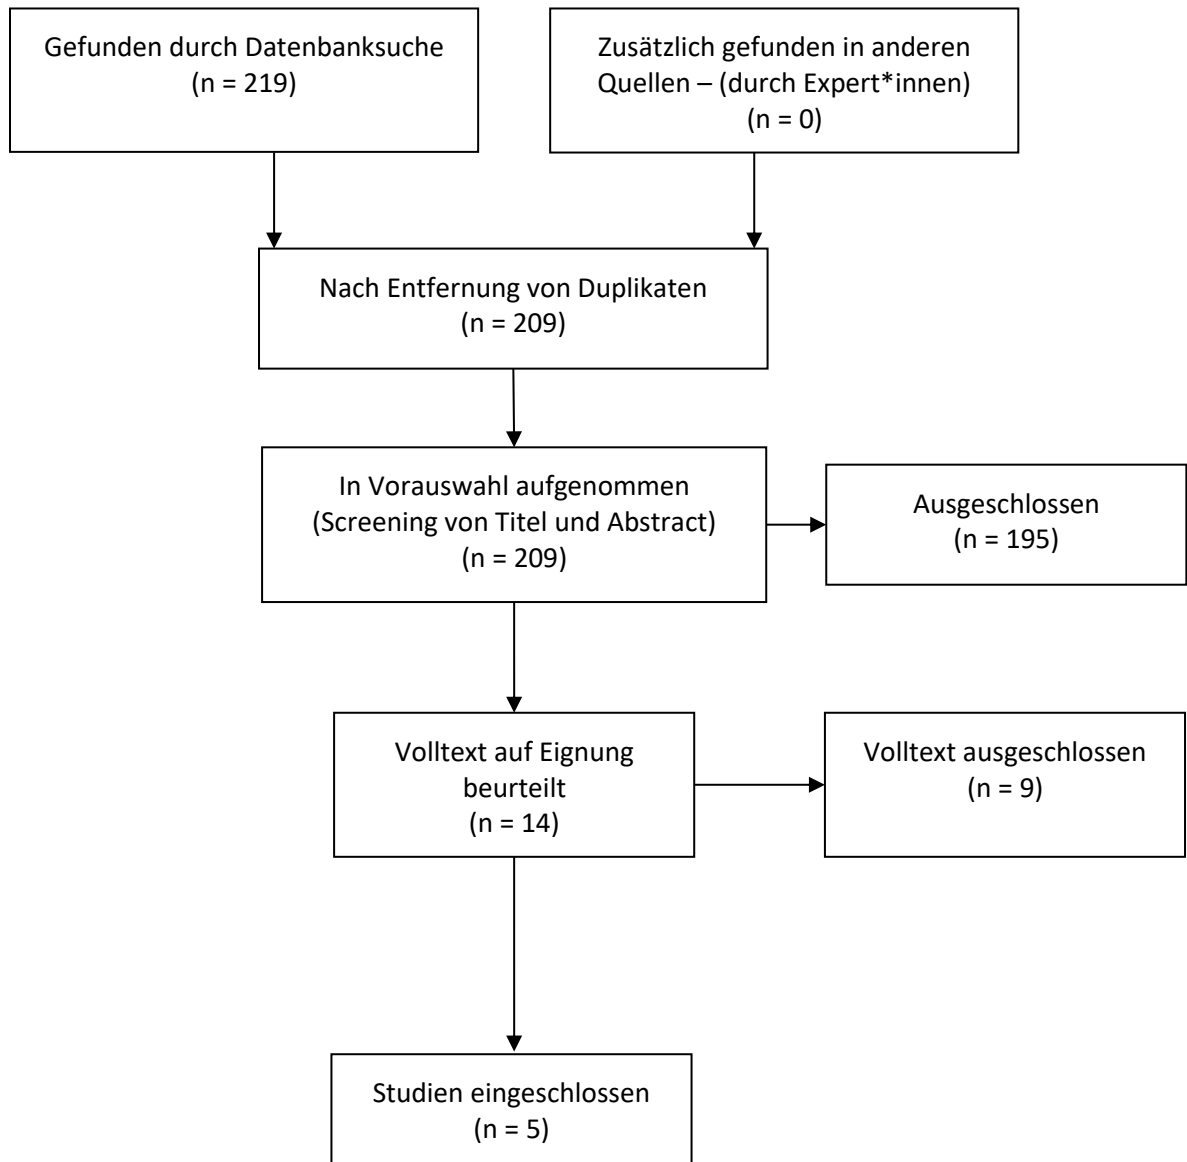 Gefunden durch Datenbanksuche
(n = 219)
Zusätzlich gefunden in anderen
Quellen – (durch Expert*innen)
(n = 0)
Nach Entfernung von Duplikaten
(n = 209)
In Vorauswahl aufgenommen
(Screening von Titel und Abstract)
(n = 209)
Ausgeschlossen
(n = 195)
Volltext auf Eignung
beurteilt
(n = 14)
Volltext ausgeschlossen
(n = 9)
Studien eingeschlossen
(n = 5)